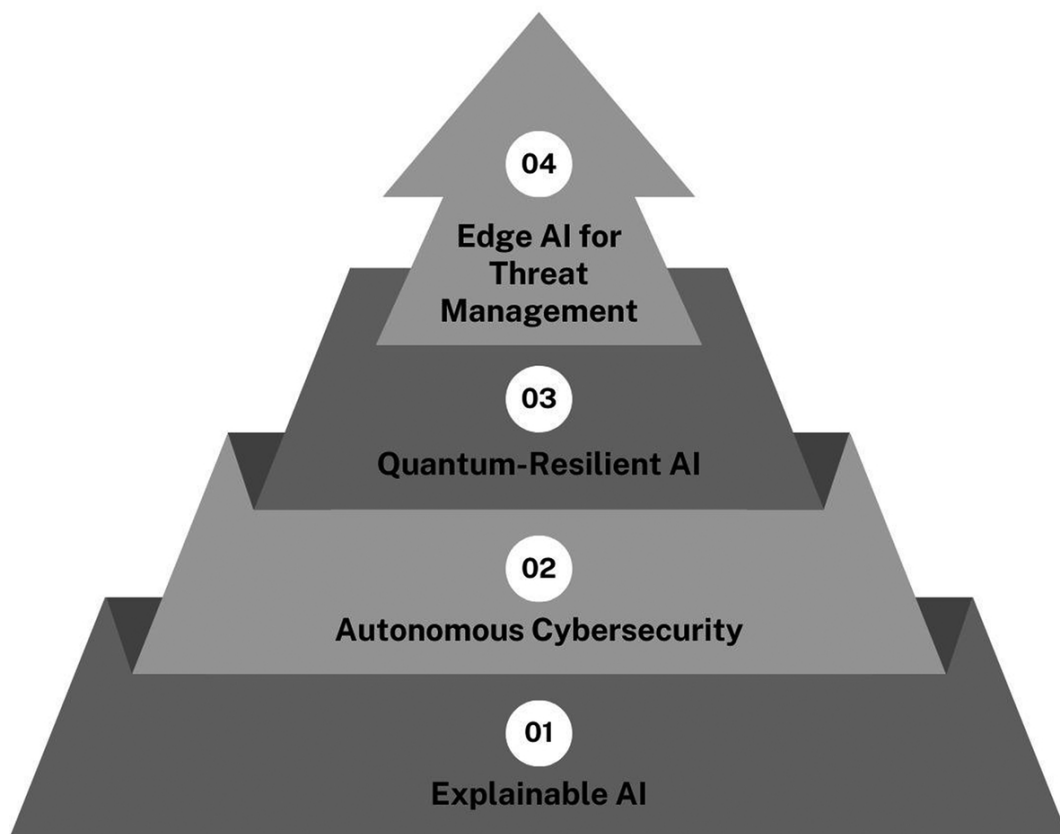 04
Edge AI for
Threat
Management
03
Quantum-Resilient AI
02
Autonomous Cybersecurity
01
Explainable AI